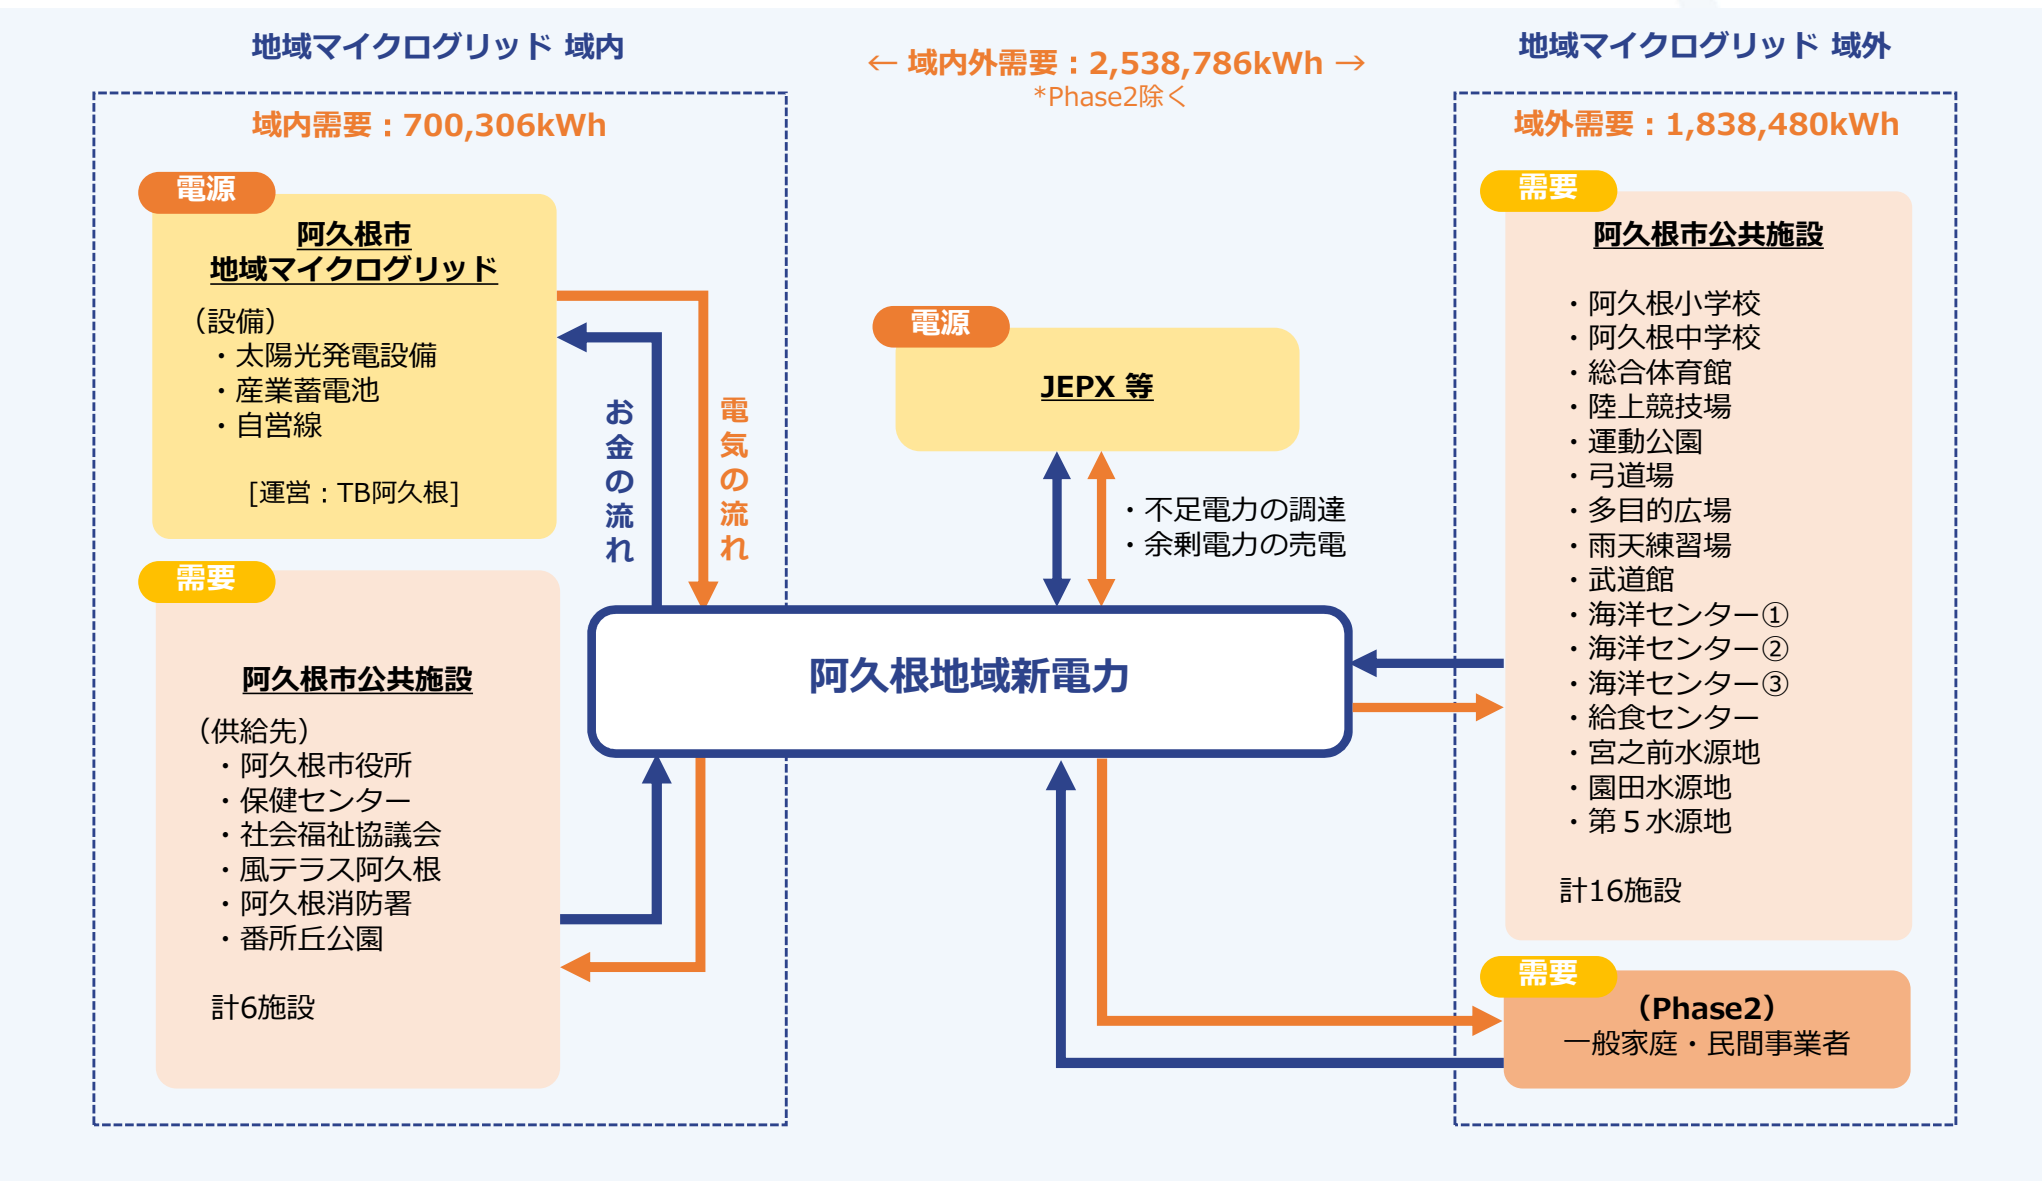 地域マイクログリッド 域内
← 域内外需要：2,538,786kWh →
*Phase2除く
地域マイクログリッド 域外
域内需要：700,306kWh
電源
阿久根市
地域マイクログリッド
（設備）
・太陽光発電設備
・産業蓄電池
・自営線
[運営：TB阿久根]
お金の流れ
電気の流れ
需要
阿久根市公共施設
（供給先）
・阿久根市役所
・保健センター
・社会福祉協議会
・風テラス阿久根
・阿久根消防署
・番所丘公園
計6施設
電源
JEPX 等
・不足電力の調達
・余剰電力の売電
阿久根地域新電力
域外需要：1,838,480kWh
需要
阿久根市公共施設
・阿久根小学校
・阿久根中学校
・総合体育館
・陸上競技場
・運動公園
・弓道場
・多目的広場
・雨天練習場
・武道館
・海洋センター①
・海洋センター②
・海洋センター③
・給食センター
・宮之前水源地
・園田水源地
・第５水源地
計16施設
需要
（Phase2）
一般家庭・民間事業者